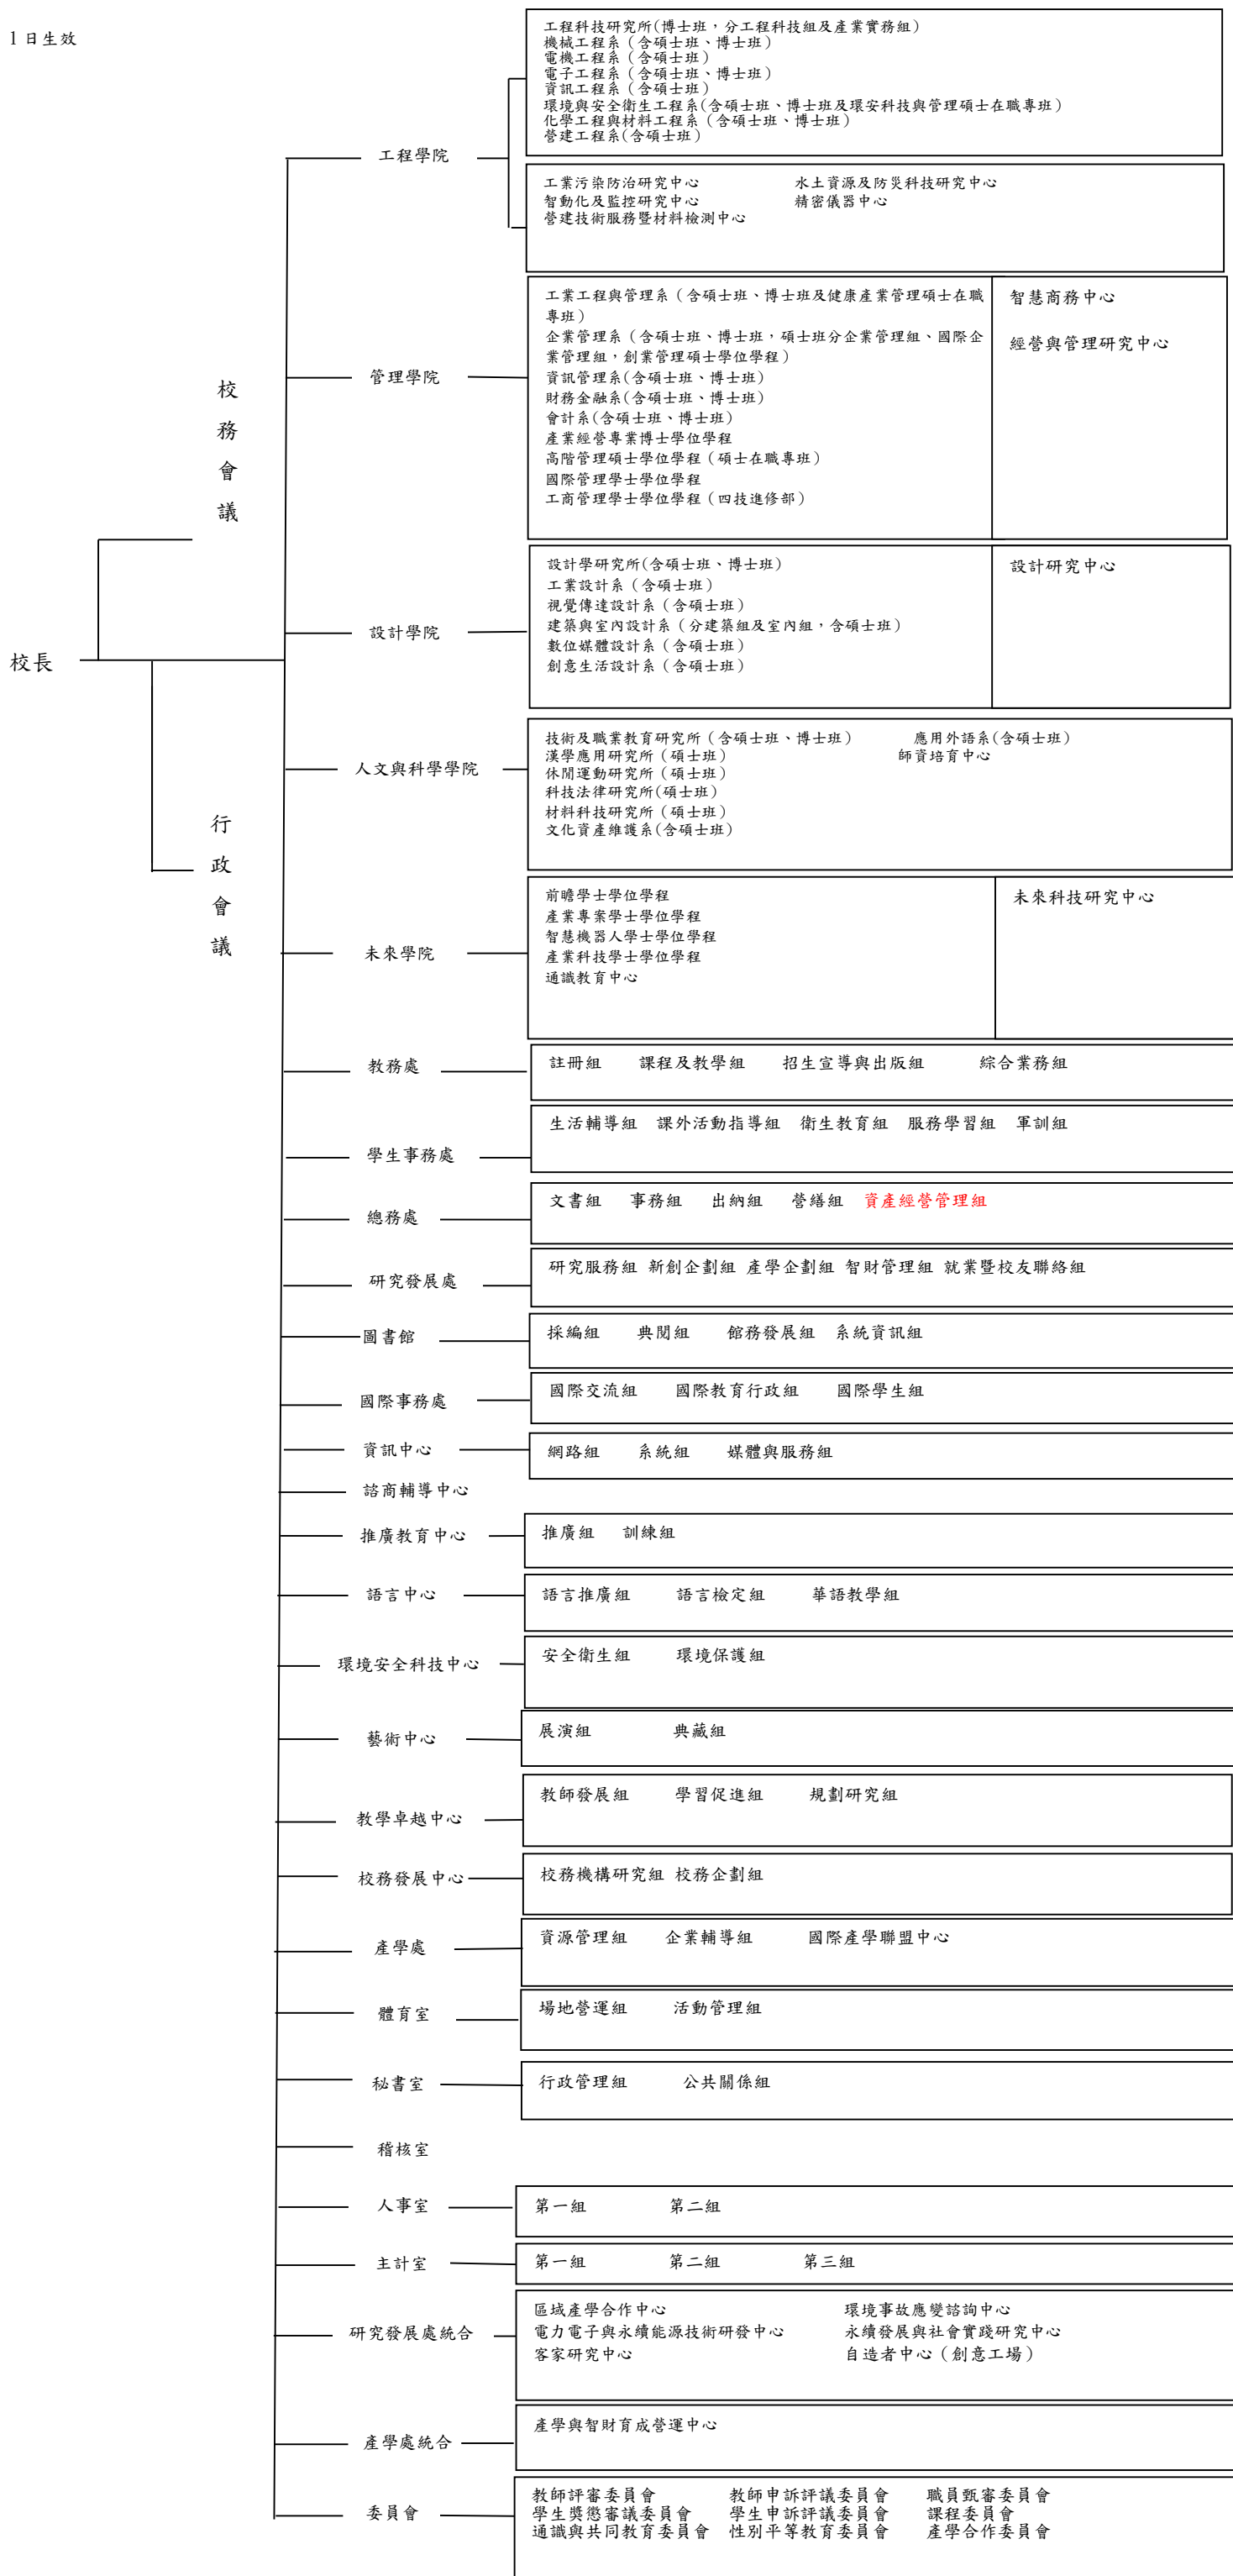 1 日生效
工程科技研究所(博士班，分工程科技組及產業實務組)
機械工程系（含碩士班、博士班）
電機工程系（含碩士班）
電子工程系（含碩士班、博士班）
資訊工程系（含碩士班）
環境與安全衛生工程系(含碩士班、博士班及環安科技與管理碩士在職專班）
化學工程與材料工程系（含碩士班、博士班）
營建工程系(含碩士班）
工程學院
工業污染防治研究中心 水土資源及防災科技研究中心
智動化及監控研究中心 精密儀器中心
營建技術服務暨材料檢測中心
工業工程與管理系（含碩士班、博士班及健康產業管理碩士在職
專班）
企業管理系（含碩士班、博士班，碩士班分企業管理組、國際企
業管理組，創業管理碩士學位學程）
資訊管理系(含碩士班、博士班）
財務金融系(含碩士班、博士班）
會計系(含碩士班、博士班）
產業經營專業博士學位學程
高階管理碩士學位學程（碩士在職專班）
國際管理學士學位學程
工商管理學士學位學程（四技進修部）
智慧商務中心
經營與管理研究中心
管理學院
校務會議
設計學研究所(含碩士班、博士班）
工業設計系（含碩士班）
視覺傳達設計系（含碩士班）
建築與室內設計系（分建築組及室內組，含碩士班）
數位媒體設計系（含碩士班）
創意生活設計系（含碩士班）
設計研究中心
設計學院
校長
技術及職業教育研究所（含碩士班、博士班） 應用外語系(含碩士班）
漢學應用研究所（碩士班） 師資培育中心
休閒運動研究所（碩士班）
科技法律研究所(碩士班）
材料科技研究所（碩士班）
文化資產維護系(含碩士班）
人文與科學學院
行政會議
前瞻學士學位學程
產業專案學士學位學程
智慧機器人學士學位學程
產業科技學士學位學程
通識教育中心
未來科技研究中心
未來學院
教務處 註冊組 課程及教學組 招生宣導與出版組 綜合業務組
學生事務處 生活輔導組 課外活動指導組 衛生教育組 服務學習組 軍訓組
總務處 文書組 事務組 出納組 營繕組 資產經營管理組
研究發展處 研究服務組 新創企劃組 產學企劃組 智財管理組 就業暨校友聯絡組
圖書館 採編組 典閱組 館務發展組 系統資訊組
國際事務處 國際交流組 國際教育行政組 國際學生組
資訊中心 網路組 系統組 媒體與服務組
諮商輔導中心
推廣教育中心 推廣組 訓練組
語言中心 語言推廣組 語言檢定組 華語教學組
環境安全科技中心 安全衛生組 環境保護組
藝術中心 展演組 典藏組
教學卓越中心 教師發展組 學習促進組 規劃研究組
校務發展中心 校務機構研究組 校務企劃組
產學處 資源管理組 企業輔導組 國際產學聯盟中心
體育室 場地營運組 活動管理組
秘書室 行政管理組 公共關係組
稽核室
人事室 第一組 第二組
主計室 第一組 第二組 第三組
研究發展處統合
區域產學合作中心 環境事故應變諮詢中心
電力電子與永續能源技術研發中心 永續發展與社會實踐研究中心
客家研究中心 自造者中心（創意工場）
產學處統合 產學與智財育成營運中心
委員會
教師評審委員會 教師申訴評議委員會 職員甄審委員會
學生獎懲審議委員會 學生申訴評議委員會 課程委員會
通識與共同教育委員會 性別平等教育委員會 產學合作委員會